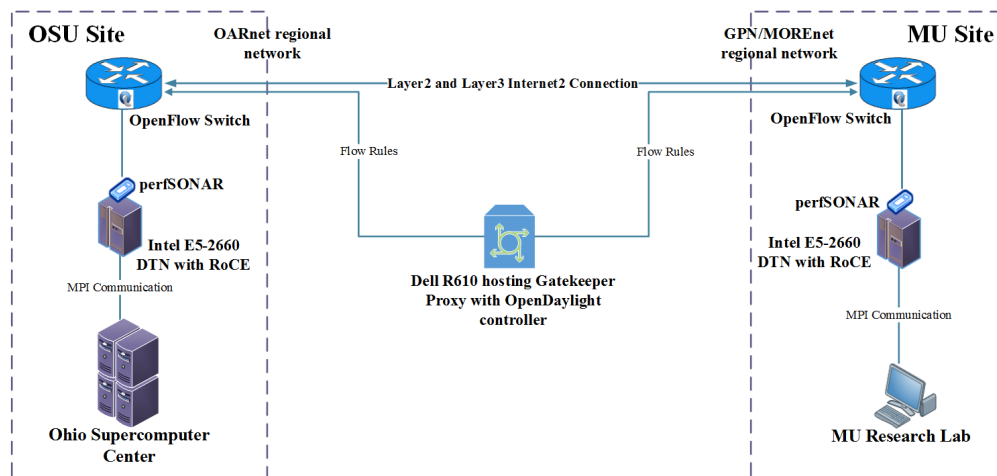 OSU Site
OARnet regional
network
GPN/MOREnet
regional network
MU Site
Layer2 and Layer3 Internet2 Connection
OpenFlow Switch
OpenFlow Switch
Flow Rules
Flow Rules
perfSONAR
perfSONAR
Intel E5-2660
DTN with RoCE
Intel E5-2660
DTN with RoCE
Dell R610 hosting Gatekeeper
Proxy with OpenDaylight
controller
MPI Communication
MPI Communication
Ohio Supercomputer
Center
MU Research Lab